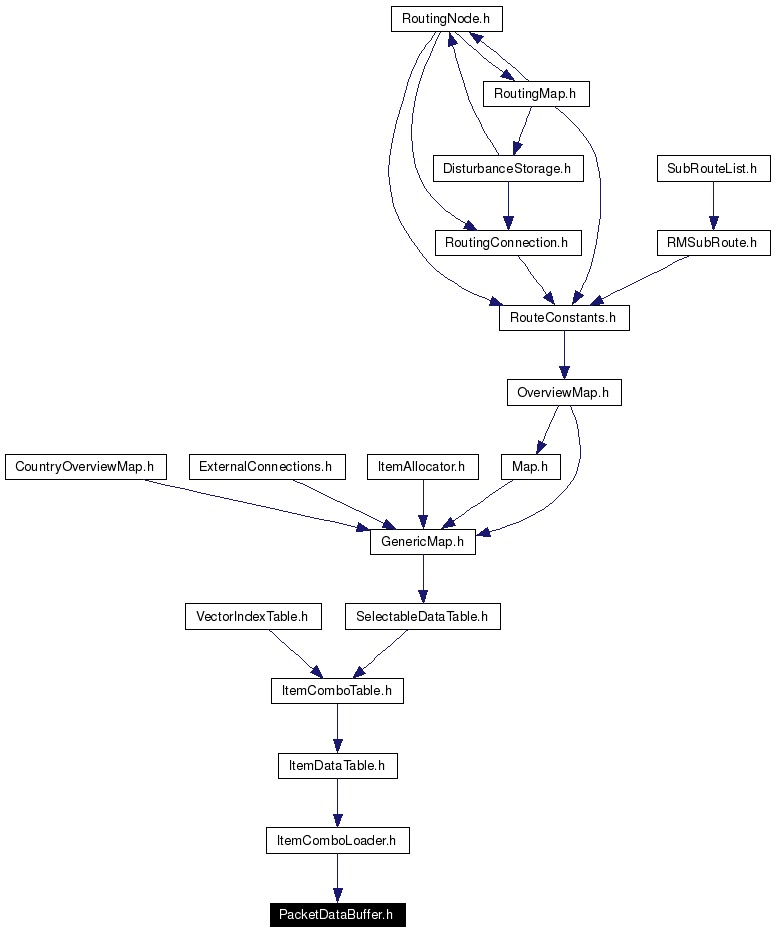 RoutingNode.h
RoutingMap.h
DisturbanceStorage.h
SubRouteList.h
RoutingConnection.h
RMSubRoute.h
RouteConstants.h
OverviewMap.h
CountryOverviewMap.h
ExternalConnections.h
ItemAllocator.h
Map.h
GenericMap.h
VectorIndexTable.h
SelectableDataTable.h
ItemComboTable.h
ItemDataTable.h
ItemComboLoader.h
PacketDataBuffer.h